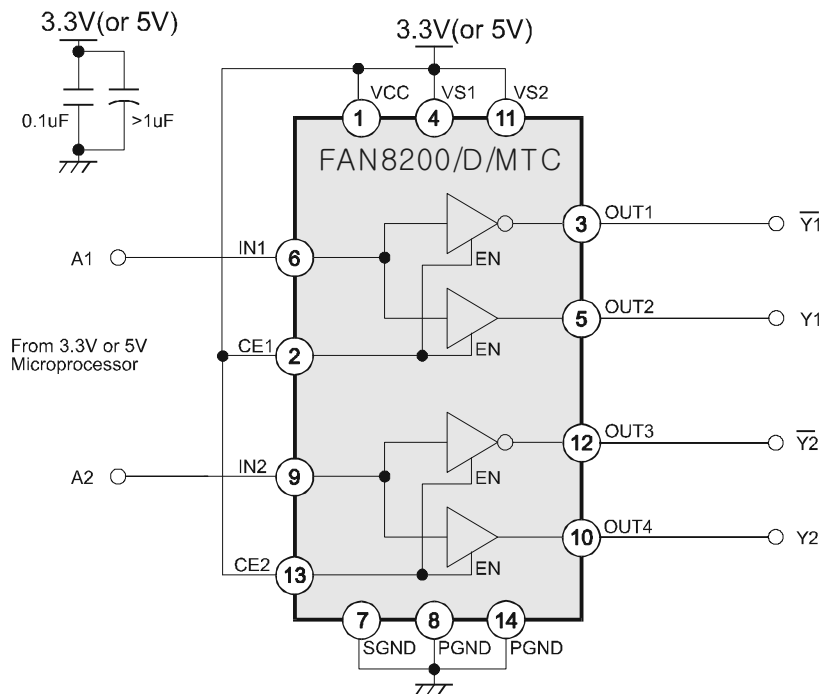 3.3V(or 5V)
3.3V(or 5V)
0.1uF
>1uF
VCC
VS1
VS2
1
4
11
FAN8200/D/MTC
A1
IN1
6
EN
3
OUT1
Y1
5
OUT2
Y1
From 3.3V or 5V
Microprocessor
CE1
2
EN
A2
IN2
9
EN
12
OUT3
Y2
10
OUT4
Y2
CE2
13
EN
7
8
14
SGND
PGND
PGND